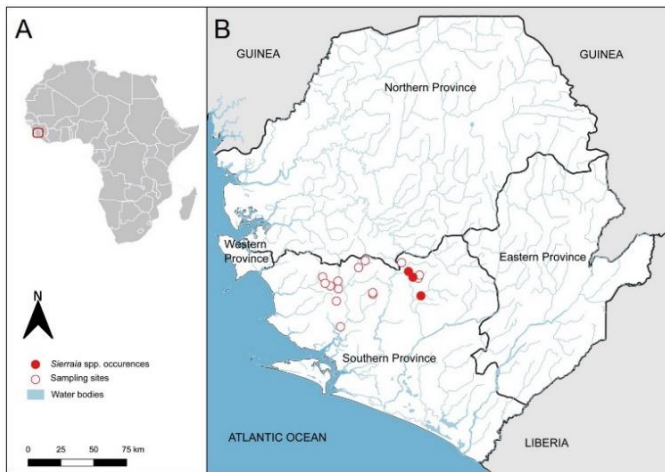 A
B
GUINEA
GUINEA
Northern Province
Western
Province
Eastern Province
Southern Province
N
Sierraia spp. occurences
Sampling sites
Water bodies
0 25 50 75 km
ATLANTIC OCEAN
LIBERIA